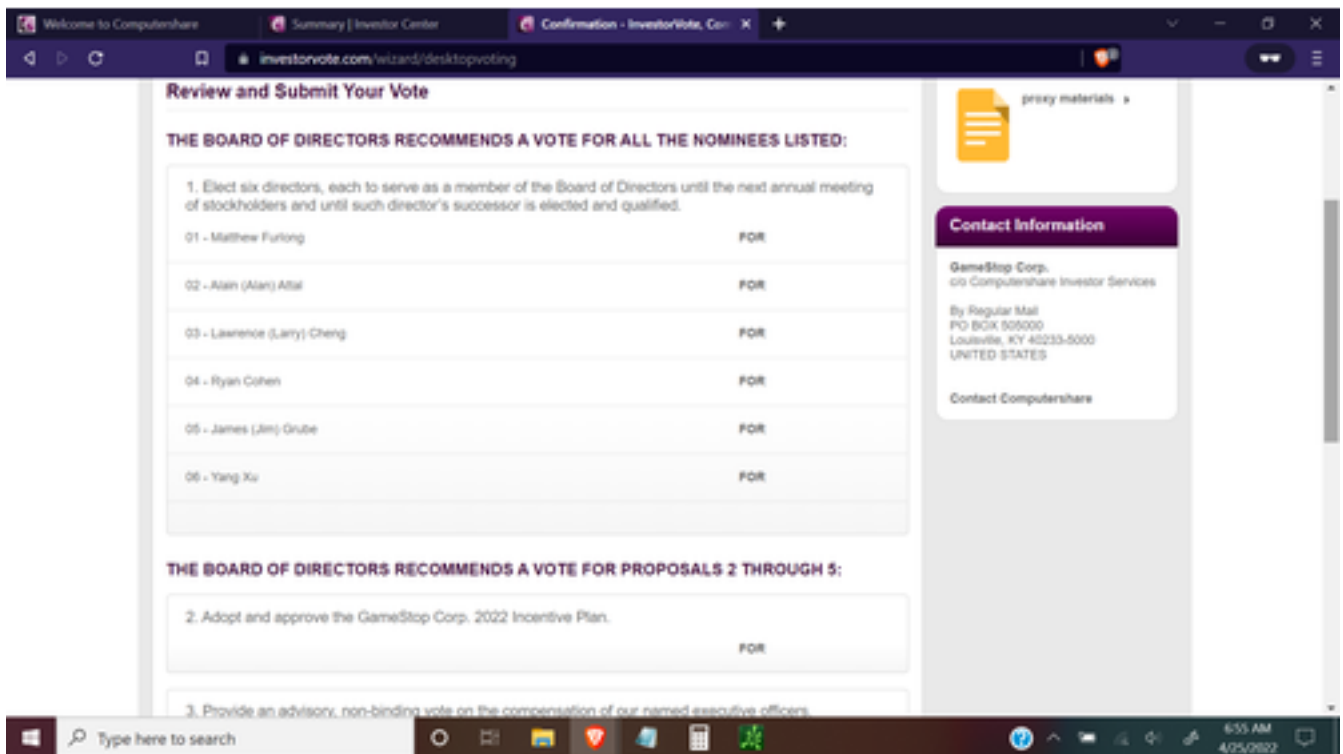 Welcome to Computershare
Summary | Investor Center
Confirmation - InvestorVote, Com
investorvote.com/wizard/desktopvoting
Review and Submit Your Vote
THE BOARD OF DIRECTORS RECOMMENDS A VOTE FOR ALL THE NOMINEES LISTED:
1. Elect six directors, each to serve as a member of the Board of Directors until the next annual meeting
of stockholders and until such director's successor is elected and qualified.
01 - Matthew Furlong FOR
02 - Alain (Alan) Attal FOR
03 - Lawrence (Larry) Cheng FOR
04 - Ryan Cohen FOR
05 - James (Jim) Grube FOR
06 - Yang Xu FOR
THE BOARD OF DIRECTORS RECOMMENDS A VOTE FOR PROPOSALS 2 THROUGH 5:
2. Adopt and approve the GameStop Corp. 2022 Incentive Plan.
FOR
3. Provide an advisory, non-binding vote on the compensation of our named executive officers.
proxy materials
Contact Information
GameStop Corp.
c/o Computershare Investor Services
By Regular Mail
PO BOX 505000
Louisville, KY 40233-5000
UNITED STATES
Contact Computershare
Type here to search
6:55 AM
4/25/2022